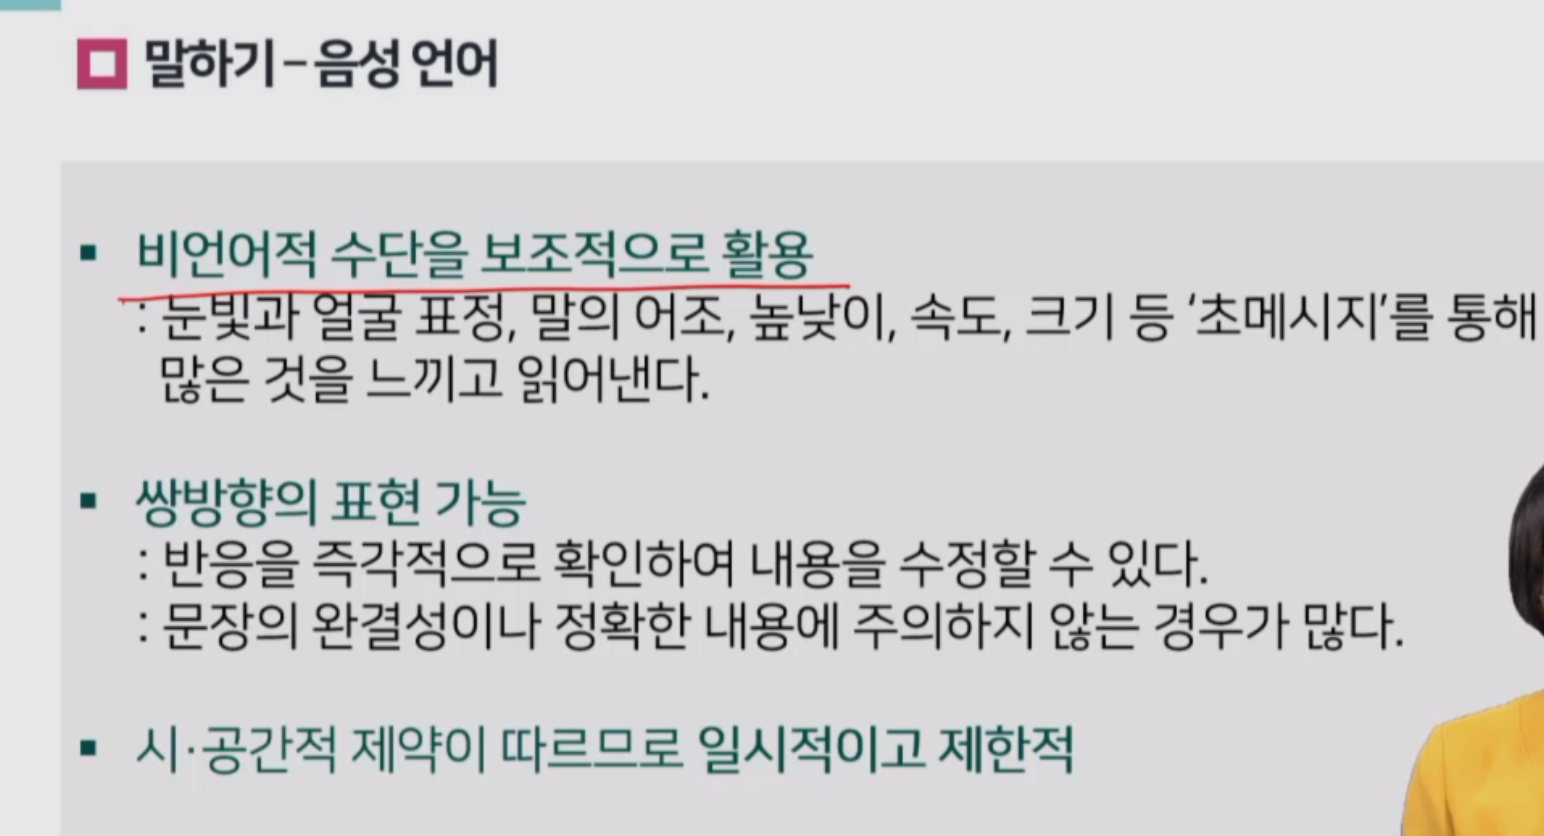 말하기 – 음성 언어
비언어적 수단을 보조적으로 활용
: 눈빛과 얼굴 표정, 말의 어조, 높낮이, 속도, 크기 등 ‘초메시지’를 통해
많은 것을 느끼고 읽어낸다.
쌍방향의 표현 가능
: 반응을 즉각적으로 확인하여 내용을 수정할 수 있다.
: 문장의 완결성이나 정확한 내용에 주의하지 않는 경우가 많다.
시·공간적 제약이 따르므로 일시적이고 제한적